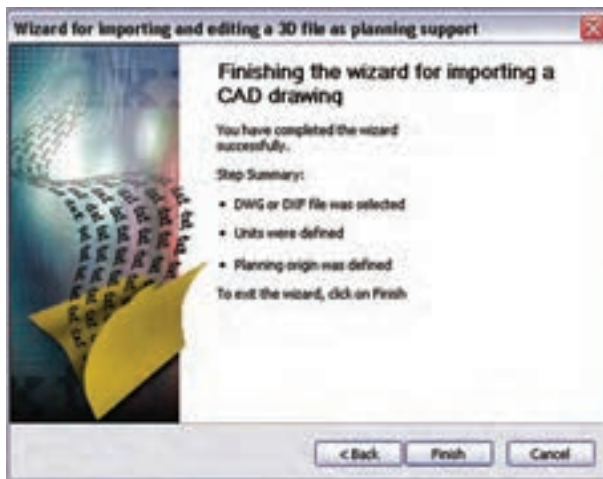 Wizard for importing and editing a 3D file as planning support
Finishing the wizard for importing a
CAD drawing
You have completed the wizard
successfully.
Step Summary:
• DWG or DXF file was selected
• Units were defined
• Planning origin was defined
To exit the wizard, click on Finish
< Back
Finish
Cancel